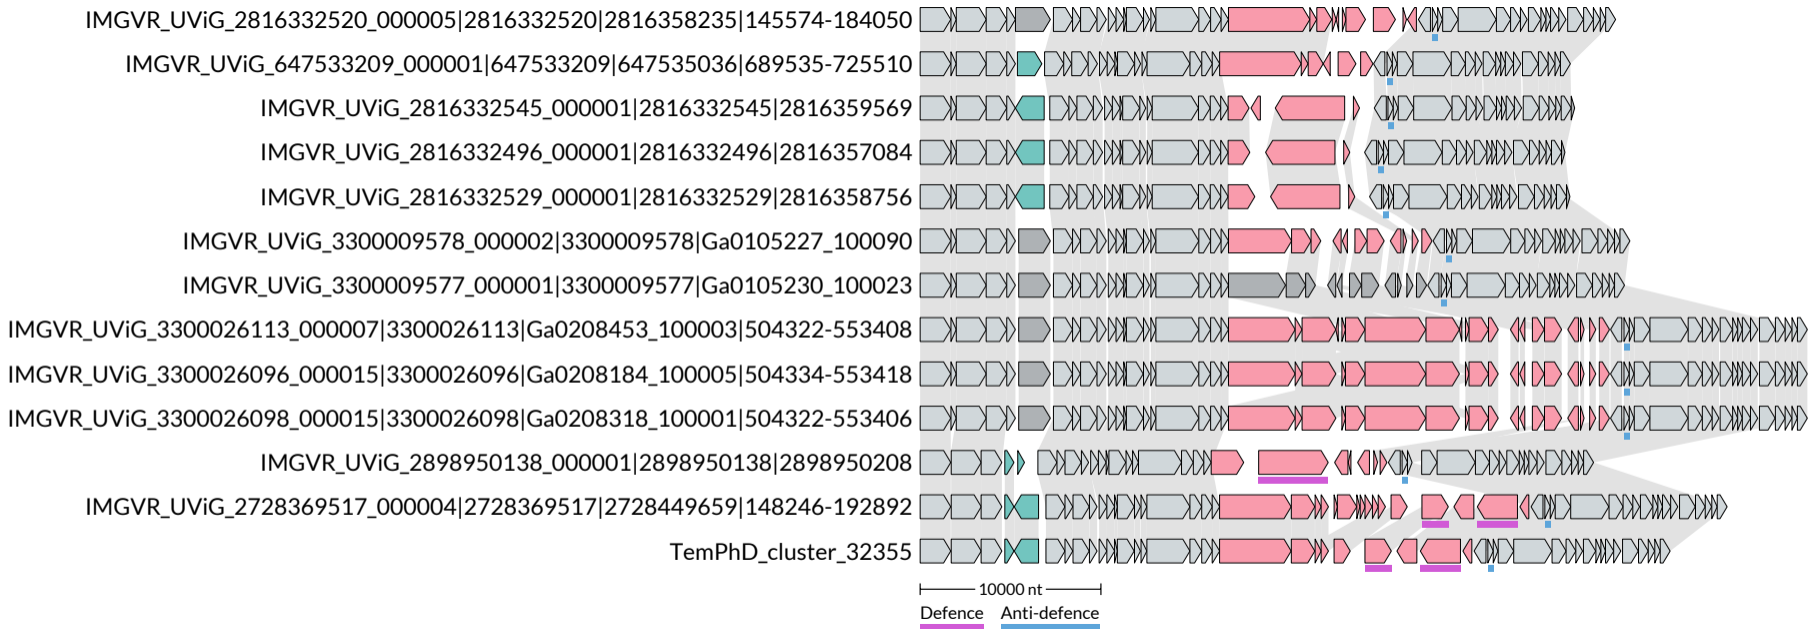 IMGVR_UViG_2816332520_000005|2816332520|2816358235|145574-184050
IMGVR_UViG_647533209_000001|647533209|647535036|689535-725510
IMGVR_UViG_2816332545_000001|2816332545|2816359569
IMGVR_UViG_2816332496_000001|2816332496|2816357084
IMGVR_UViG_2816332529_000001|2816332529|2816358756
IMGVR_UViG_3300009578_000002|3300009578|Ga0105227_100090
IMGVR_UViG_3300009577_000001|3300009577|Ga0105230_100023
IMGVR_UViG_3300026113_000007|3300026113|Ga0208453_100003|504322-553408
IMGVR_UViG_3300026096_000015|3300026096|Ga0208184_100005|504334-553418
IMGVR_UViG_3300026098_000015|3300026098|Ga0208318_100001|504322-553406
IMGVR_UViG_2898950138_000001|2898950138|2898950208
IMGVR_UViG_2728369517_000004|2728369517|2728449659|148246-192892
TemPhD_cluster_32355
10000 nt
Defence Anti-defence